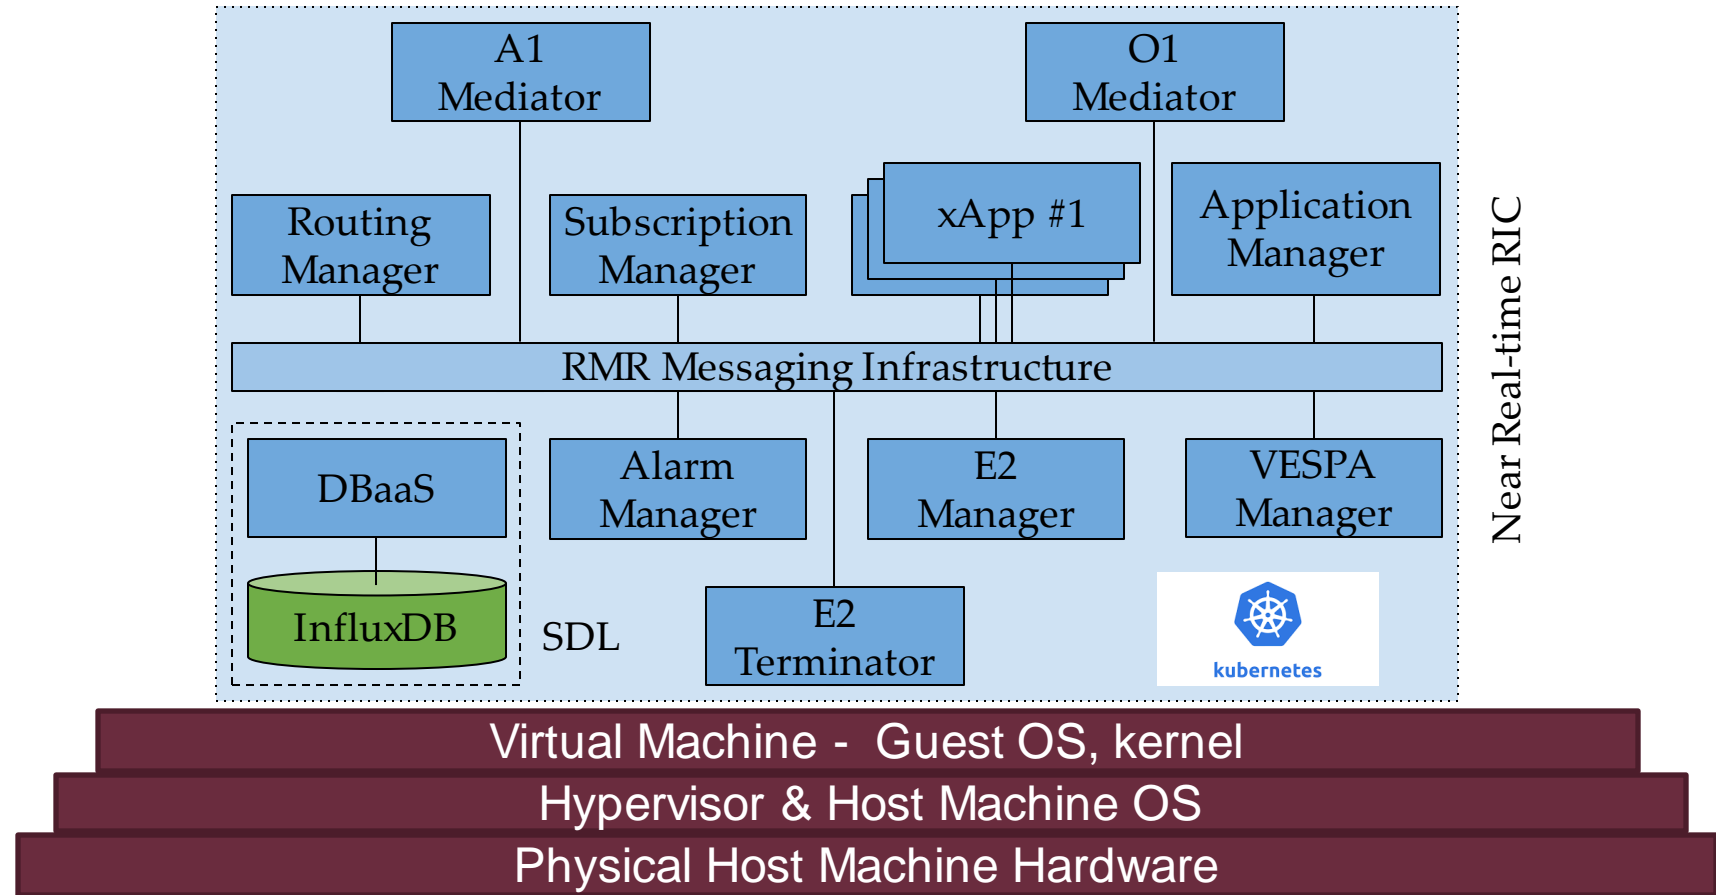 A1
Mediator
O1
Mediator
Routing
Manager
Subscription
Manager
xApp #1
Application
Manager
RMR Messaging Infrastructure
DBaaS
InfluxDB
SDL
Alarm
Manager
E2
Manager
VESPA
Manager
E2
Terminator
kubernetes
Near Real-time RIC
Virtual Machine -  Guest OS, kernel
Hypervisor & Host Machine OS
Physical Host Machine Hardware